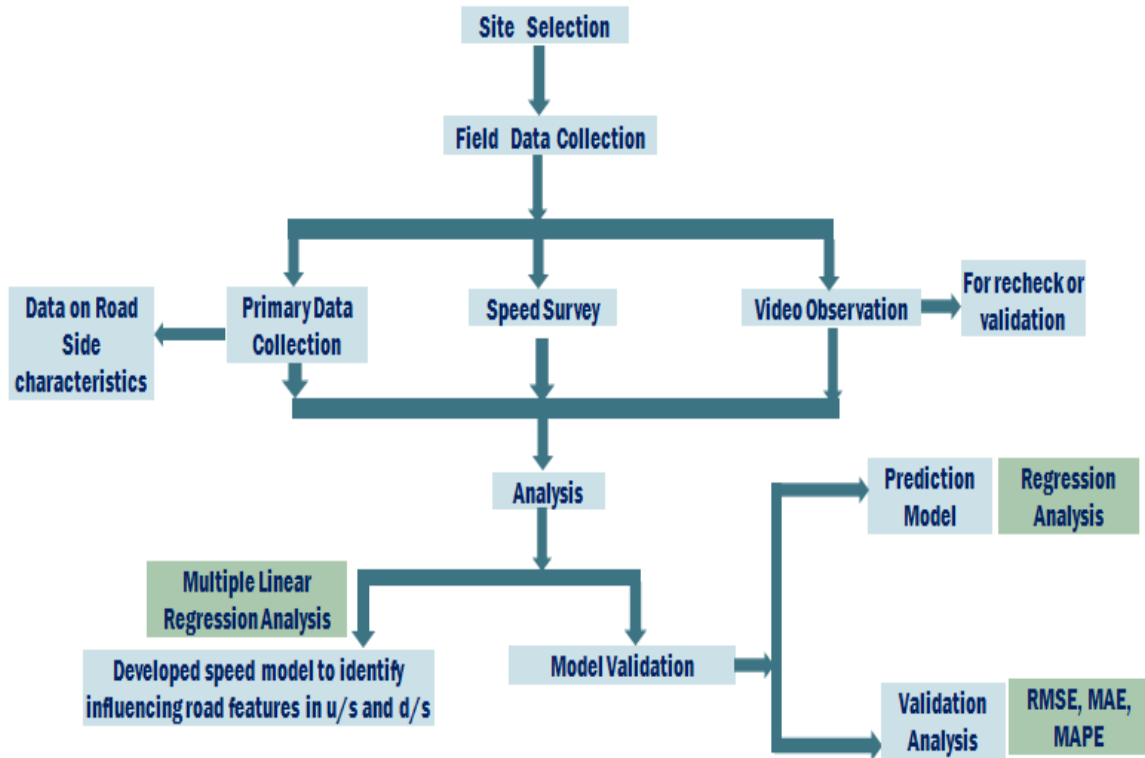 Site Selection
Field Data Collection
Data on Road
Side
characteristics
Primary Data
Collection
Speed Survey
Video Observation
For recheck or
validation
Analysis
Prediction
Model
Regression
Analysis
Multiple Linear
Regression Analysis
Developed speed model to identify
influencing road features in u/s and d/s
Model Validation
Validation
Analysis
RMSE, MAE,
MAPE